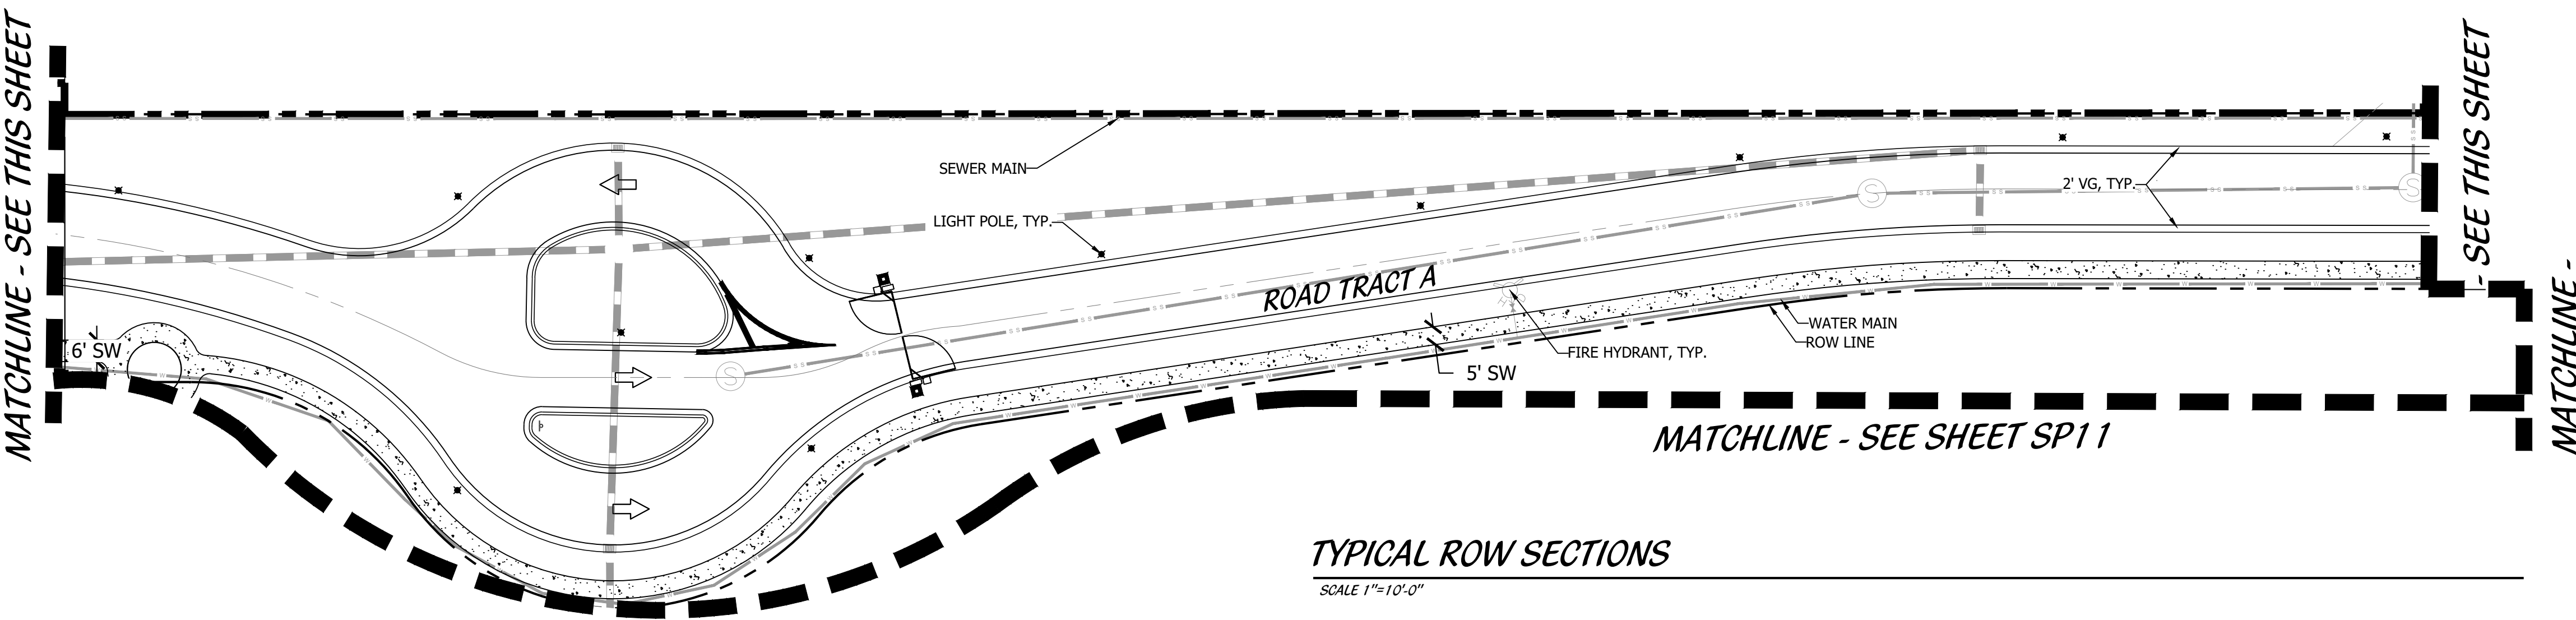 MATCHLINE - SEE THIS SHEET
SEWER MAIN
LIGHT POLE, TYP.
2' VG, TYP.
ROAD TRACT A
6' SW
WATER MAIN
ROW LINE
FIRE HYDRANT, TYP.
5' SW
MATCHLINE - SEE SHEET SP11
- SEE THIS SHEET
MATCHLINE -
TYPICAL ROW SECTIONS
SCALE 1"=10'-0"